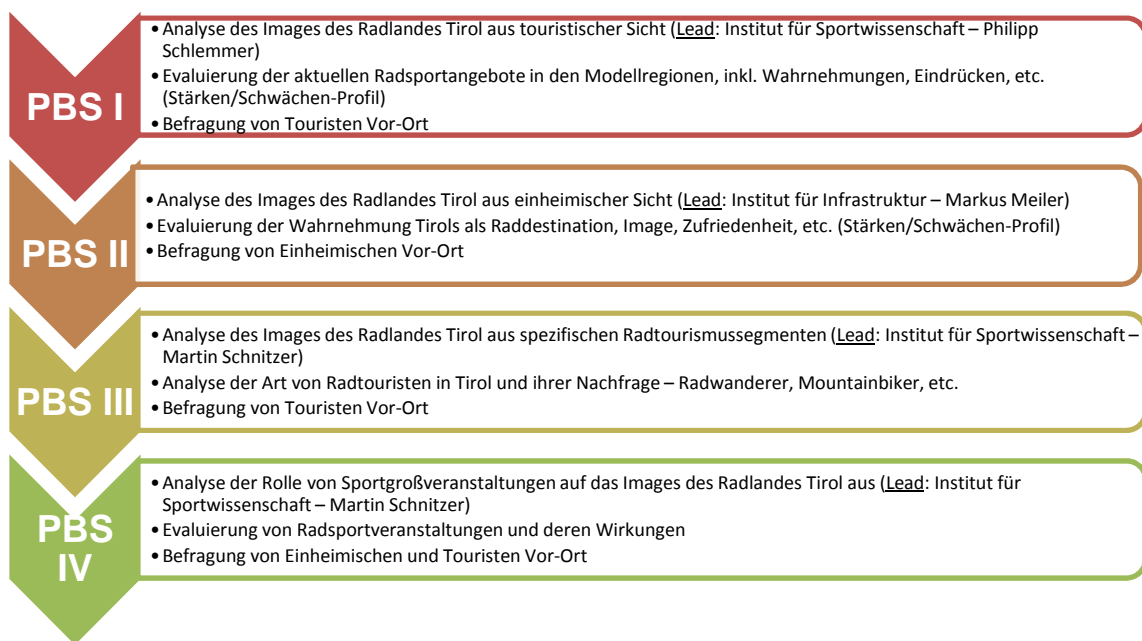 PBS I
• Analyse des Images des Radlandes Tirol aus touristischer Sicht (Lead: Institut für Sportwissenschaft – Philipp
Schlemmer)
• Evaluierung der aktuellen Radsportangebote in den Modellregionen, inkl. Wahrnehmungen, Eindrücken, etc.
(Stärken/Schwächen-Profil)
• Befragung von Touristen Vor-Ort
PBS II
• Analyse des Images des Radlandes Tirol aus einheimischer Sicht (Lead: Institut für Infrastruktur – Markus Meiler)
• Evaluierung der Wahrnehmung Tirols als Raddestination, Image, Zufriedenheit, etc. (Stärken/Schwächen-Profil)
• Befragung von Einheimischen Vor-Ort
PBS III
• Analyse des Images des Radlandes Tirol aus spezifischen Radtourismussegmenten (Lead: Institut für Sportwissenschaft –
Martin Schnitzer)
• Analyse der Art von Radtouristen in Tirol und ihrer Nachfrage – Radwanderer, Mountainbiker, etc.
• Befragung von Touristen Vor-Ort
PBS
IV
• Analyse der Rolle von Sportgroßveranstaltungen auf das Images des Radlandes Tirol aus (Lead: Institut für
Sportwissenschaft – Martin Schnitzer)
• Evaluierung von Radsportveranstaltungen und deren Wirkungen
• Befragung von Einheimischen und Touristen Vor-Ort